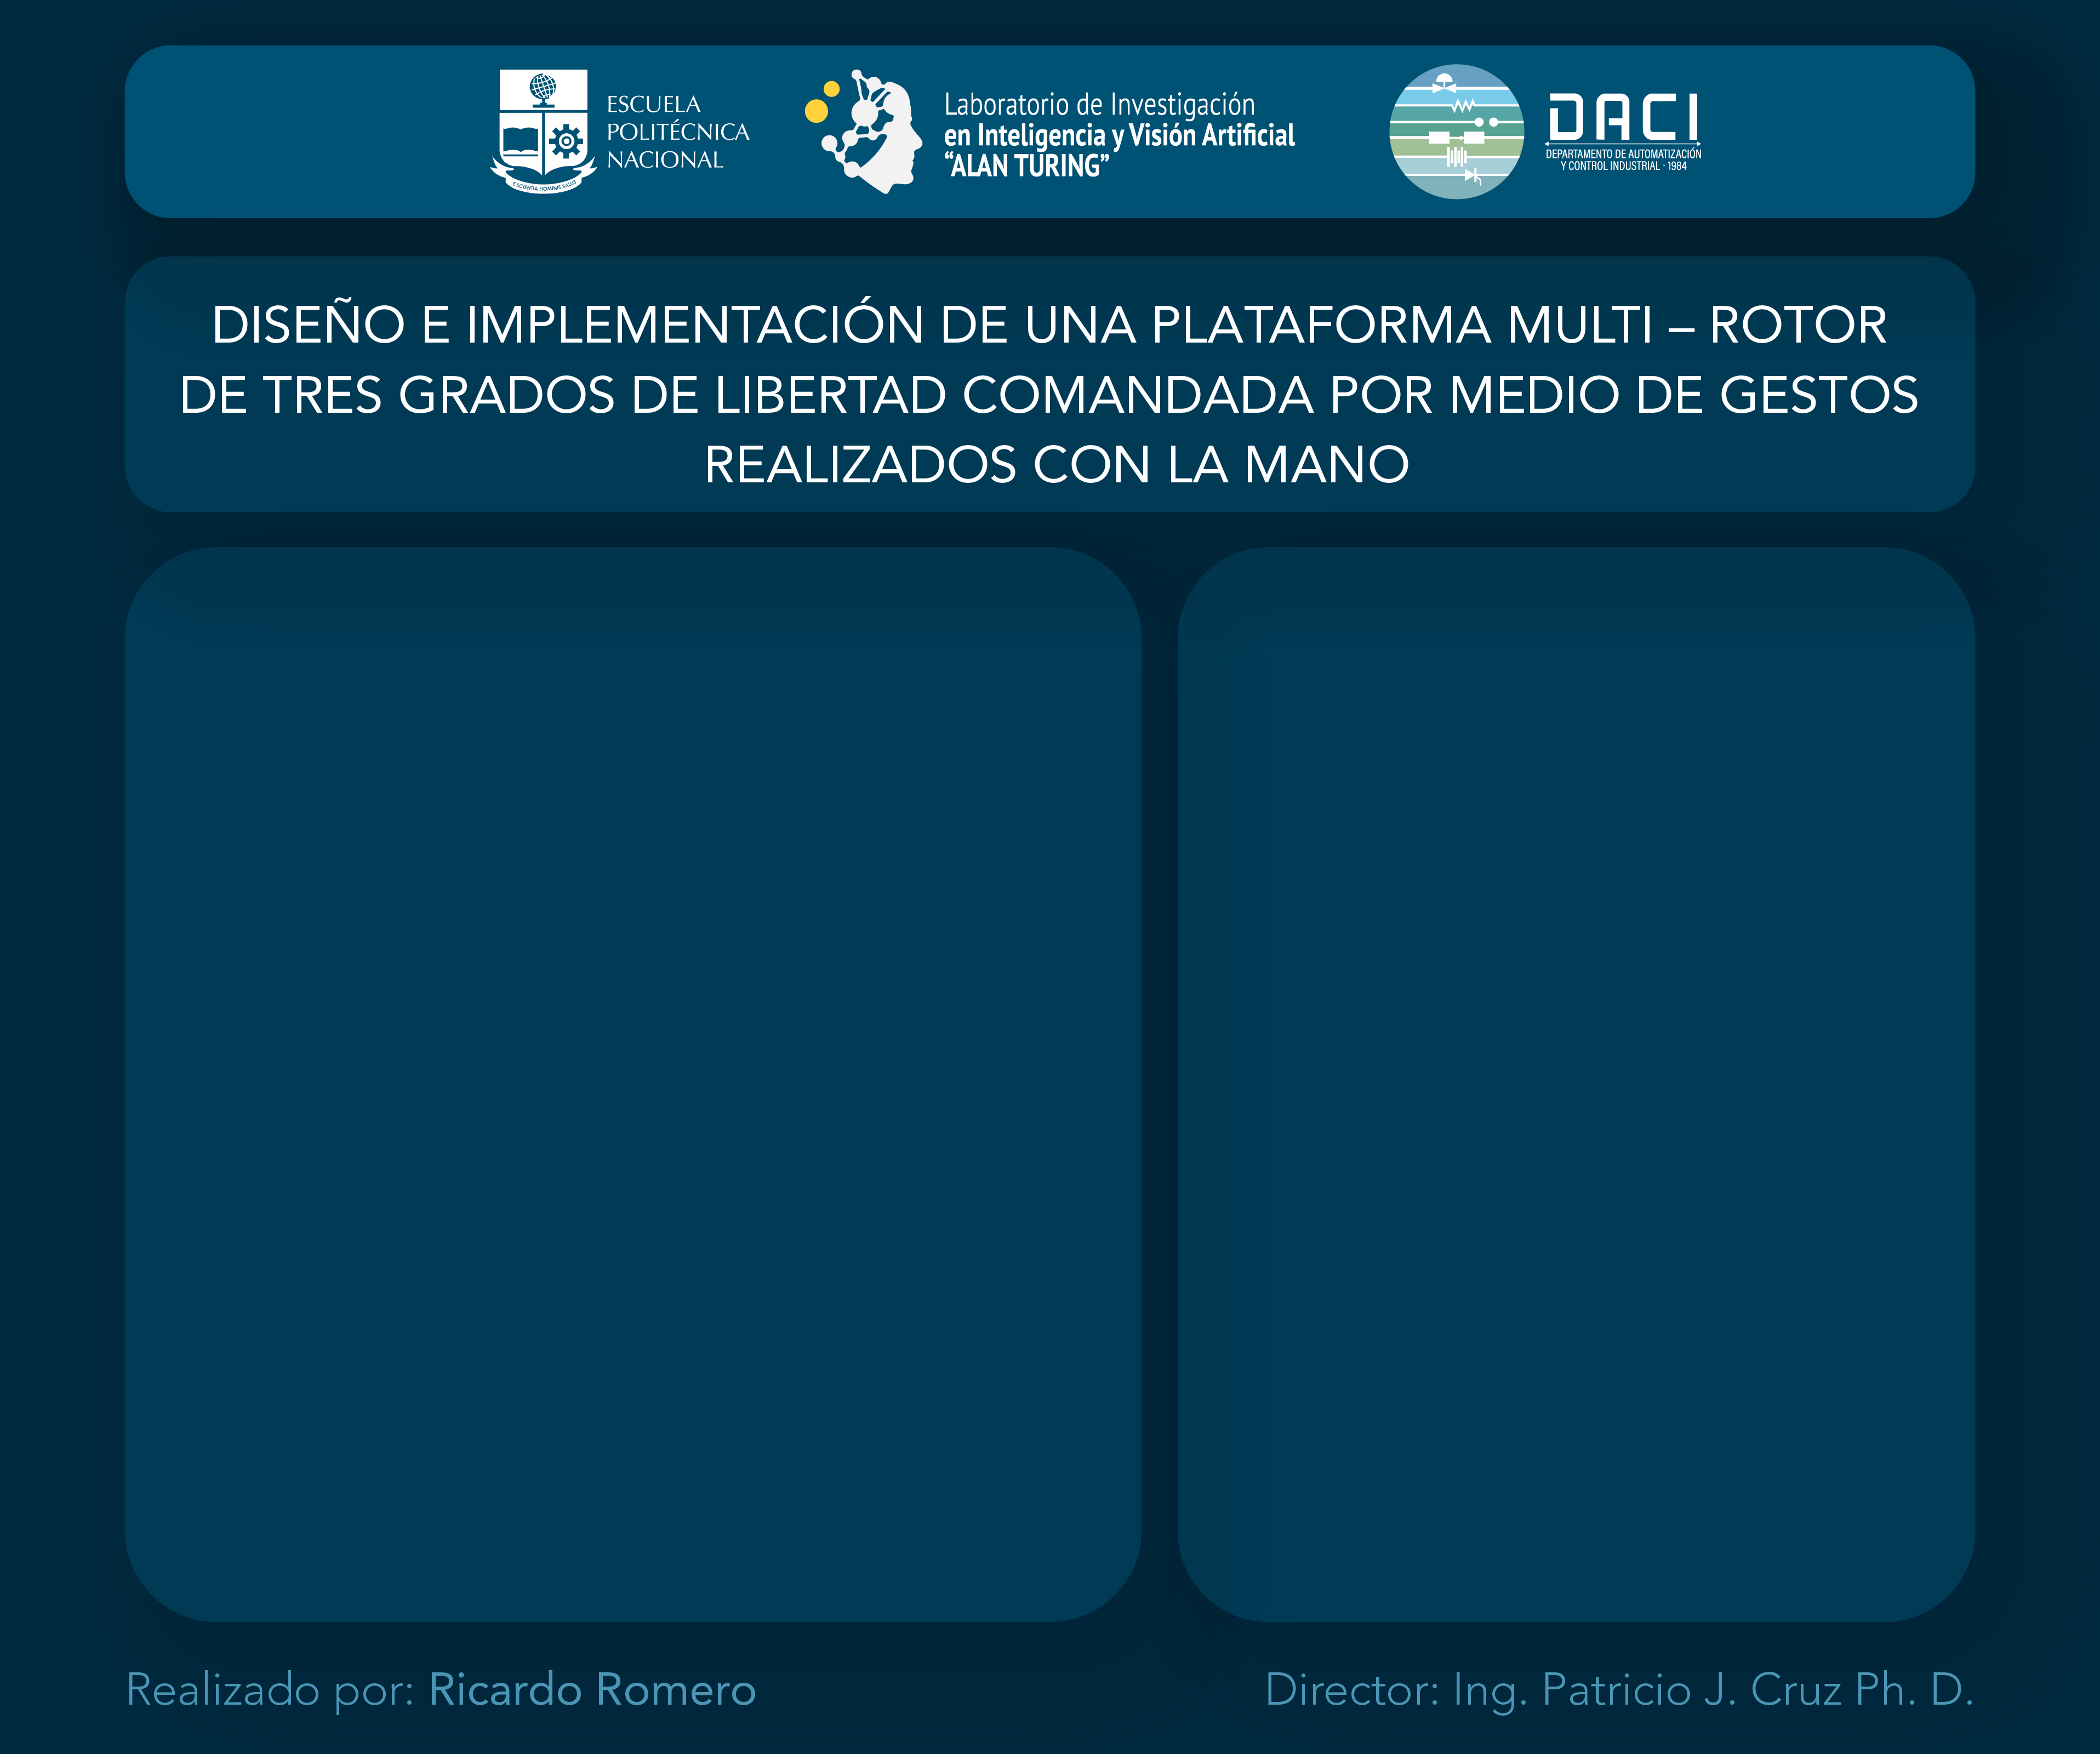 ESCUELA
POLITÉCNICA
NACIONAL
E SCIENTIA HOMINIS SALUS
Laboratorio de Investigación
en Inteligencia y Visión Artificial
“ALAN TURING”
DACI
DEPARTAMENTO DE AUTOMATIZACIÓN
Y CONTROL INDUSTRIAL · 1984
DISEÑO E IMPLEMENTACIÓN DE UNA PLATAFORMA MULTI – ROTOR
DE TRES GRADOS DE LIBERTAD COMANDADA POR MEDIO DE GESTOS
REALIZADOS CON LA MANO
Realizado por: Ricardo Romero
Director: Ing. Patricio J. Cruz Ph. D.